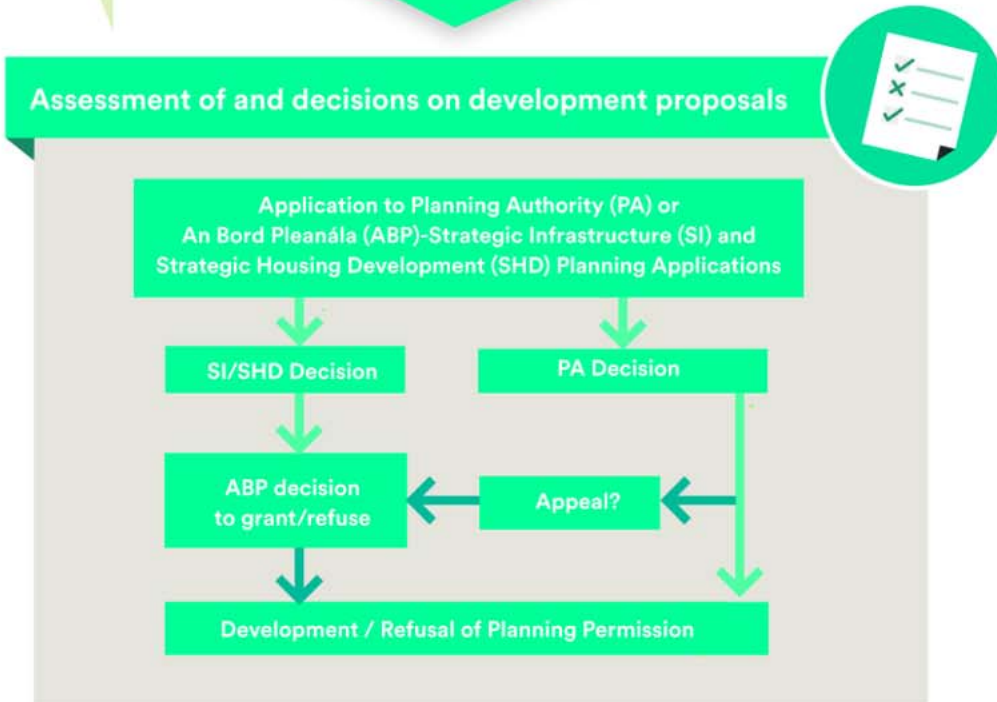 Assessment of and decisions on development proposals
Application to Planning Authority (PA) or
An Bord Pleanála (ABP)-Strategic Infrastructure (SI) and
Strategic Housing Development (SHD) Planning Applications
SI/SHD Decision
PA Decision
ABP decision
to grant/refuse
Appeal?
Development / Refusal of Planning Permission